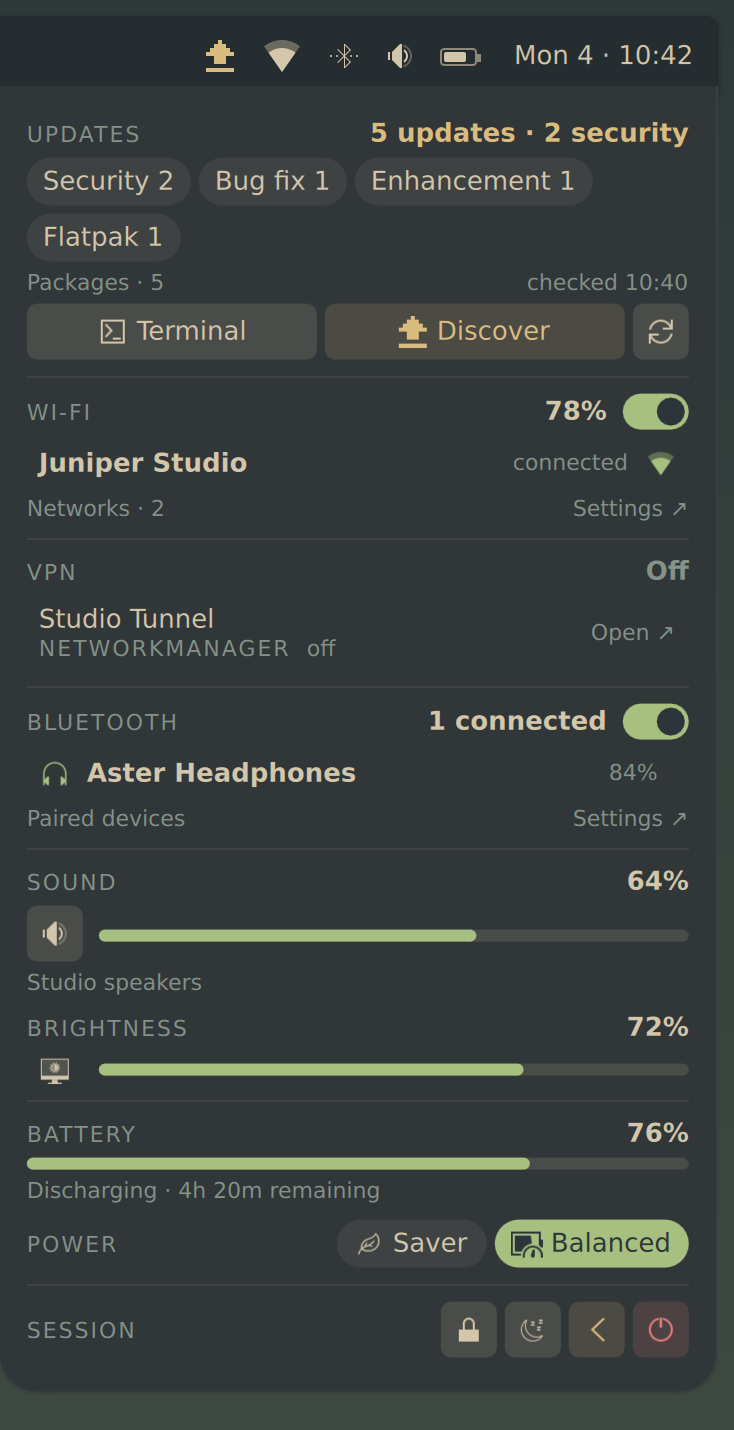 Mon 4 · 10:42
UPDATES 5 updates · 2 security
Security 2 Bug fix 1 Enhancement 1
Flatpak 1
Packages · 5 checked 10:40
Terminal Discover
WI-FI 78%
Juniper Studio connected
Networks · 2 Settings ↗
VPN Off
Studio Tunnel
NETWORKMANAGER off Open ↗
BLUETOOTH 1 connected
Aster Headphones 84%
Paired devices Settings ↗
SOUND 64%
Studio speakers
BRIGHTNESS 72%
BATTERY 76%
Discharging · 4h 20m remaining
POWER Saver Balanced
SESSION